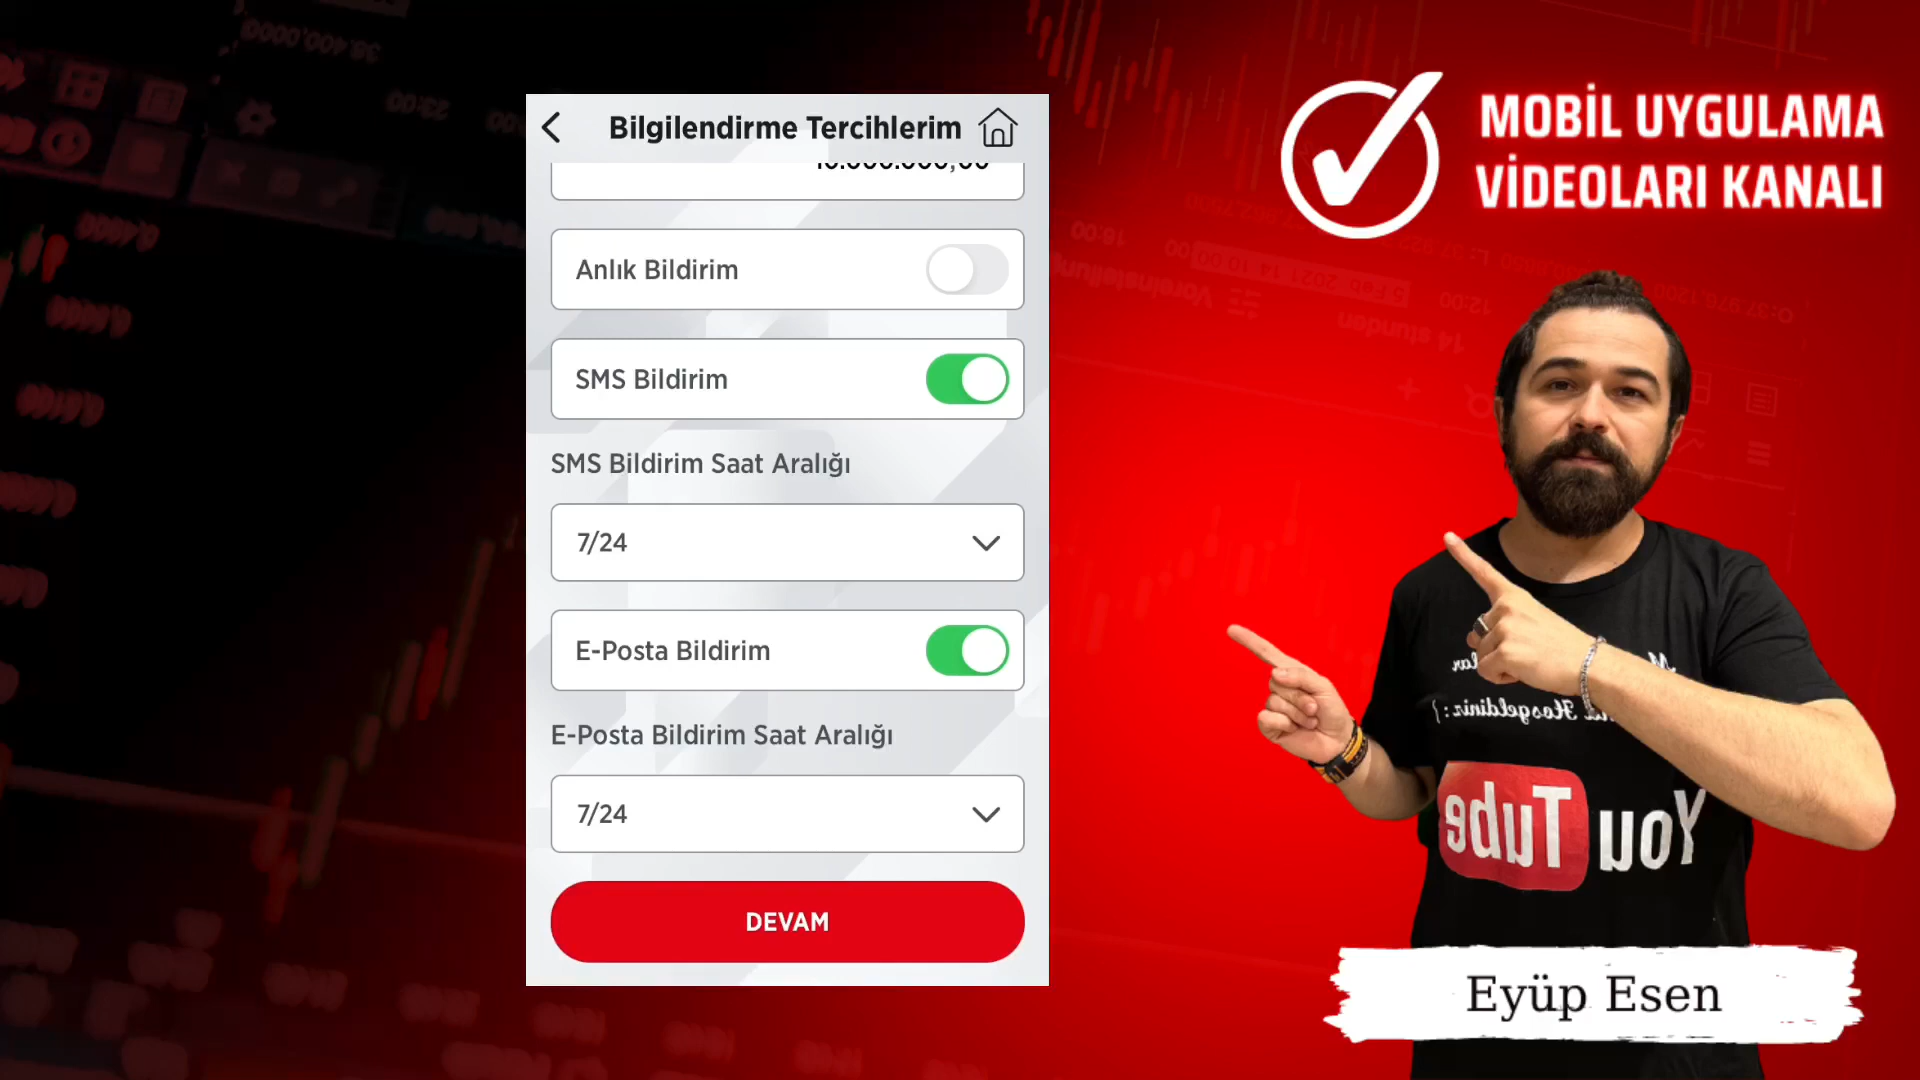 Bilgilendirme Tercihlerim
Anlık Bildirim
SMS Bildirim
SMS Bildirim Saat Aralığı
7/24
E-Posta Bildirim
E-Posta Bildirim Saat Aralığı
7/24
DEVAM
MOBİL UYGULAMA
VİDEOLARI KANALI
Hoşgeldiniz :)
YouTube
Eyüp Esen